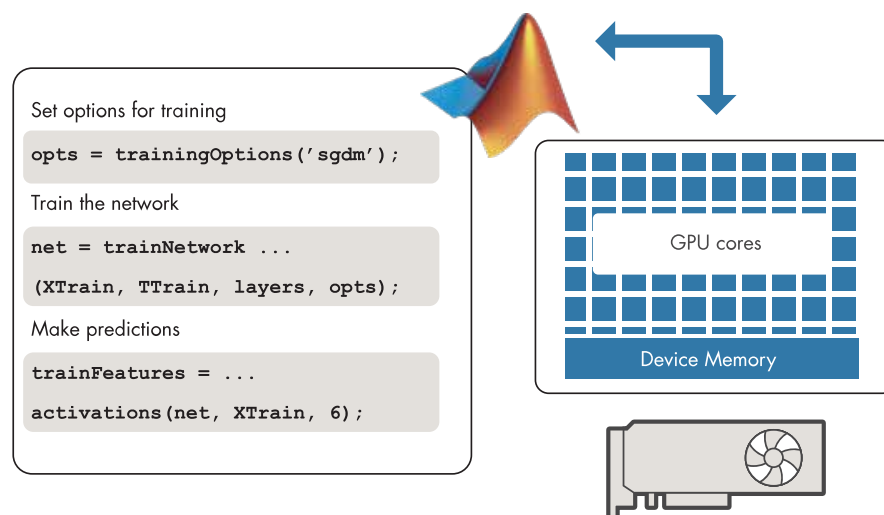 Set options for training
opts = trainingOptions(’sgdm’);
Train the network
net = trainNetwork ...
(XTrain, TTrain, layers, opts);
Make predictions
trainFeatures = ...
activations(net, XTrain, 6);
GPU cores
Device Memory